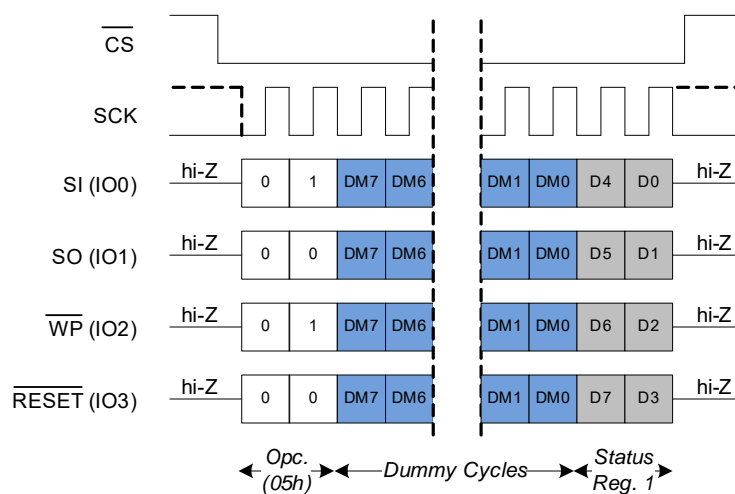 CS
SCK
hi-Z hi-Z
SI (IO0) 0 1 DM7 DM6 DM1 DM0 D4 D0
hi-Z hi-Z
SO (IO1) 0 0 DM7 DM6 DM1 DM0 D5 D1
hi-Z hi-Z
WP (IO2) 0 1 DM7 DM6 DM1 DM0 D6 D2
hi-Z hi-Z
RESET (IO3) 0 0 DM7 DM6 DM1 DM0 D7 D3
Opc. Status
(05h) Dummy Cycles Reg. 1